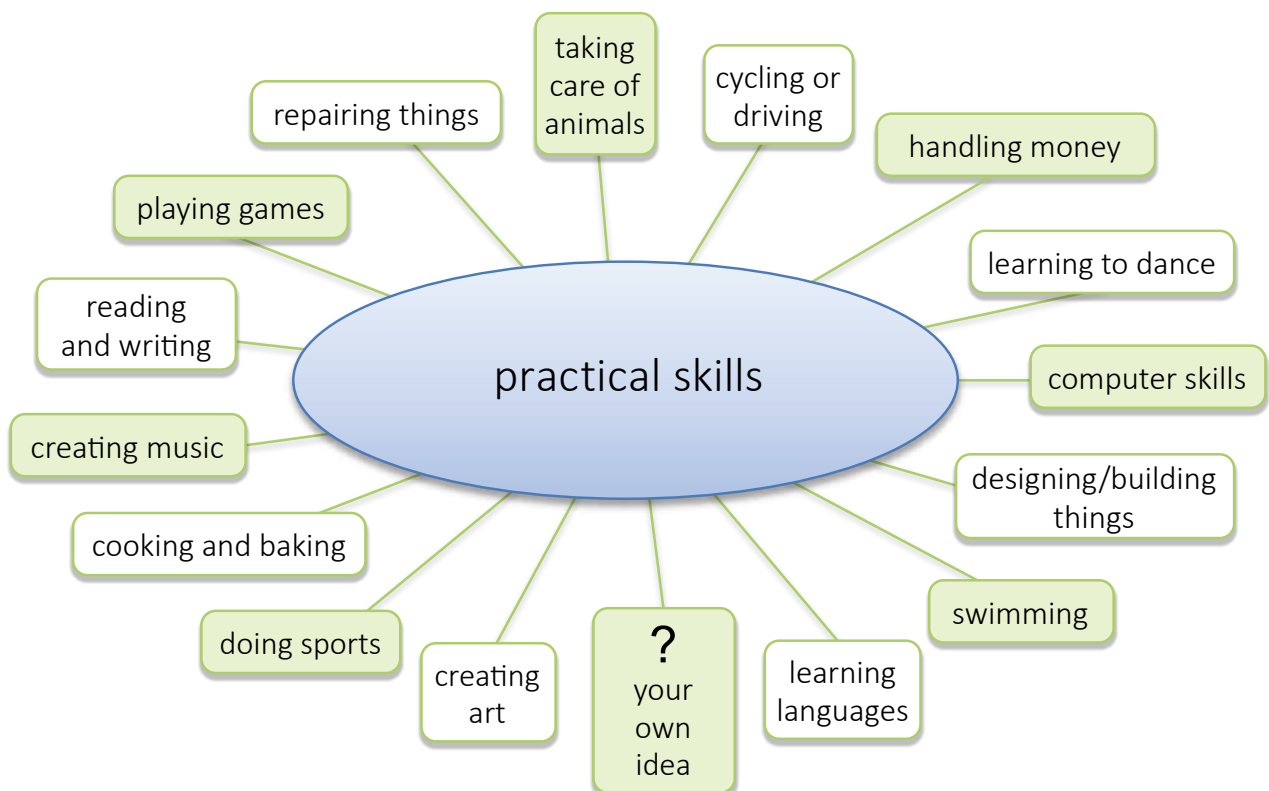 taking
care of
animals
cycling or
driving
repairing things
handling money
playing games
learning to dance
reading
and writing
practical skills
computer skills
creating music
designing/building
things
cooking and baking
swimming
doing sports
creating
art
?
your
own
idea
learning
languages